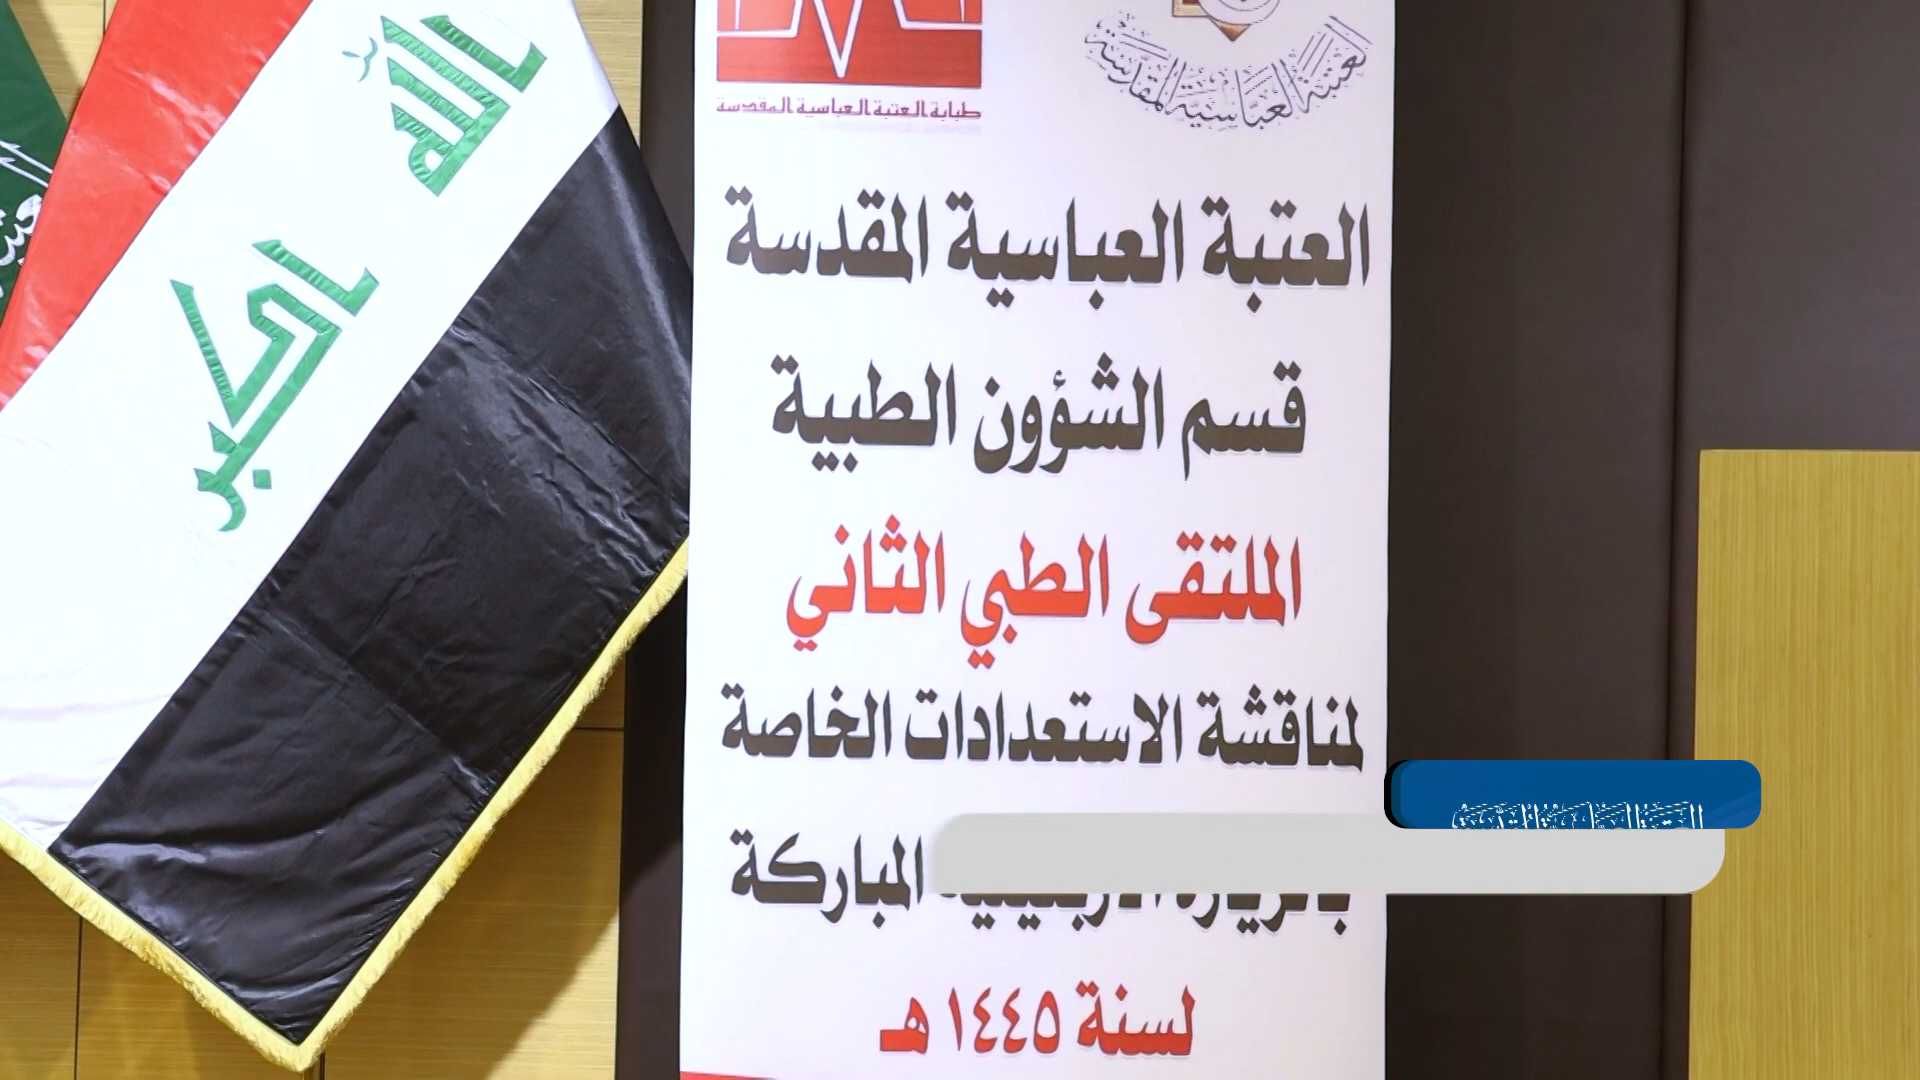 الله
اكبر
طبابة العتبة العباسية المقدسة
العتبة العباسية المقدسة
العتبة العباسية المقدسة
قسم الشؤون الطبية
الملتقى الطبي الثاني
لمناقشة الاستعدادات الخاصة
المباركة
لسنة ١٤٤٥ هـ